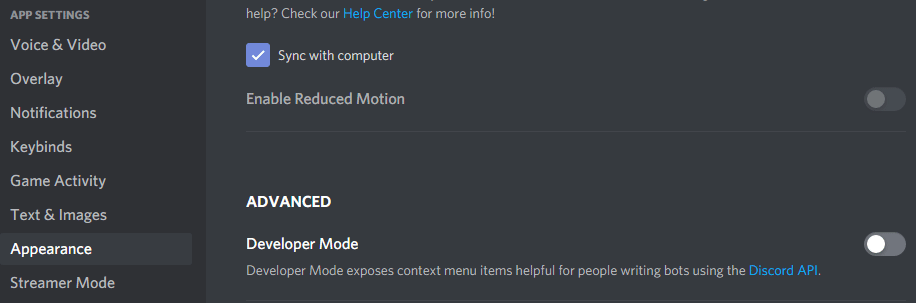 APP SETTINGS
Voice & Video
Overlay
Notifications
Keybinds
Game Activity
Text & Images
Appearance
Streamer Mode
help? Check our Help Center for more info!
Sync with computer
Enable Reduced Motion
ADVANCED
Developer Mode
Developer Mode exposes context menu items helpful for people writing bots using the Discord API.